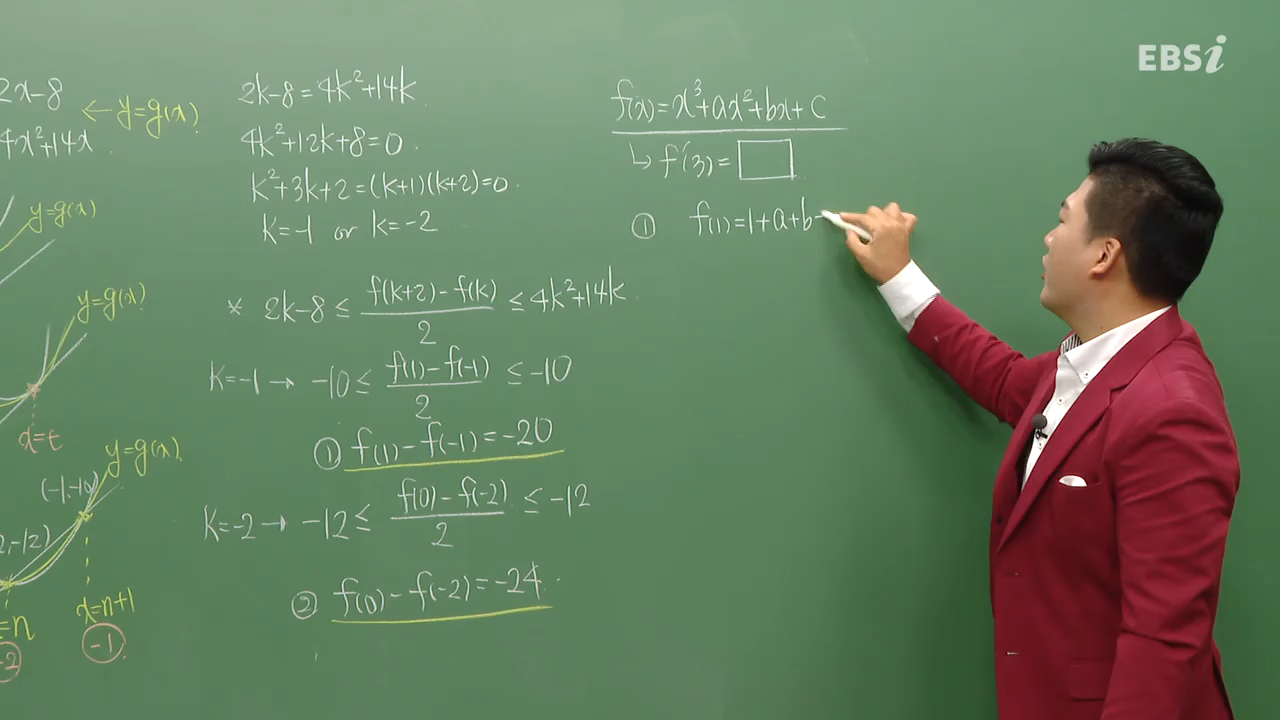 EBSi
2x-8
4x²+14x
← y=g(x)
y=g(x)
y=g(x)
x=t
y=g(x)
(-1,-10)
2,-12)
=n
-2
x=n+1
-1
2k-8=4k²+14k
4k²+12k+8=0
k²+3k+2=(k+1)(k+2)=0
k=-1 or k=-2
* 2k-8 ≤ (f(k+2)-f(k))/2 ≤ 4k²+14k
k=-1 → -10 ≤ (f(1)-f(-1))/2 ≤ -10
① f(1)-f(-1)=-20
k=-2 → -12 ≤ (f(0)-f(-2))/2 ≤ -12
② f(0)-f(-2)=-24
f(x)=x³+ax²+bx+c
↳ f'(3)=□
① f(1)=1+a+b-